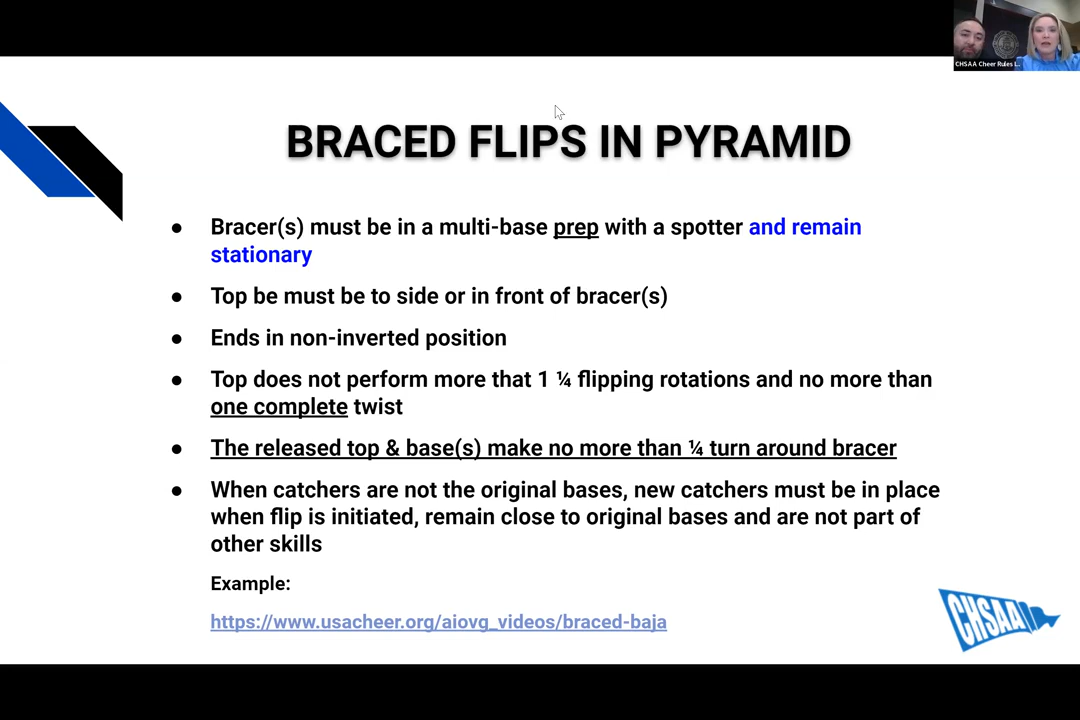 CHSAA Cheer Rules I...
BRACED FLIPS IN PYRAMID
● Bracer(s) must be in a multi-base prep with a spotter and remain
stationary
● Top be must be to side or in front of bracer(s)
● Ends in non-inverted position
● Top does not perform more that 1 ¼ flipping rotations and no more than
one complete twist
● The released top & base(s) make no more than ¼ turn around bracer
● When catchers are not the original bases, new catchers must be in place
when flip is initiated, remain close to original bases and are not part of
other skills
Example:
https://www.usacheer.org/aiovg_videos/braced-baja
CHSAA